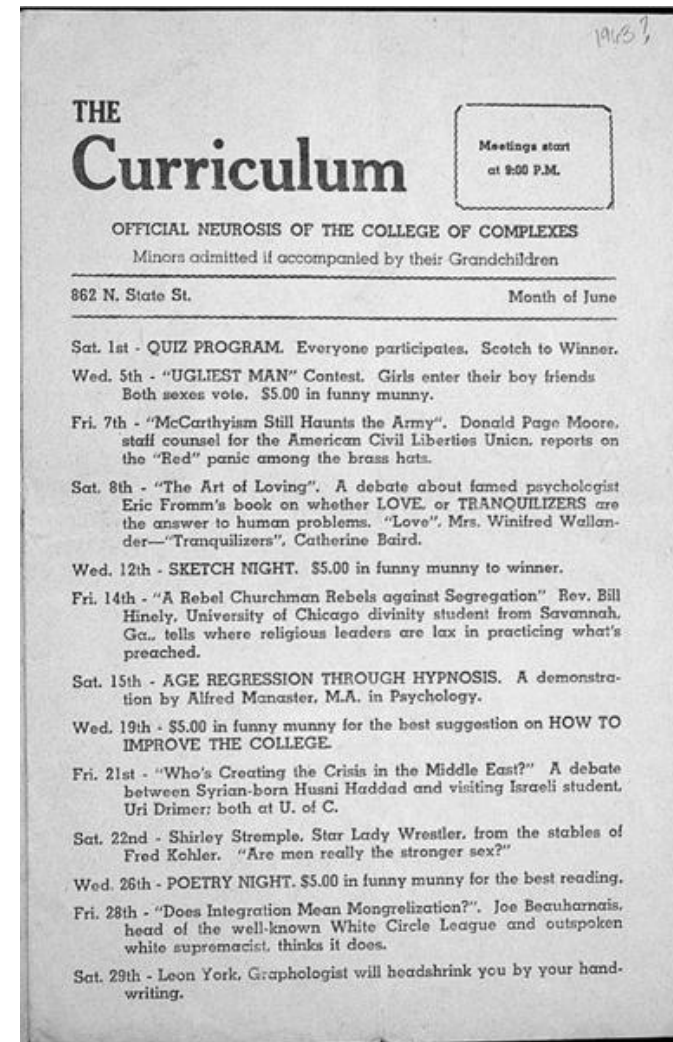 1963?
THE
Curriculum
Meetings start
at 9:00 P.M.
OFFICIAL NEUROSIS OF THE COLLEGE OF COMPLEXES
Minors admitted if accompanied by their Grandchildren
862 N. State St. Month of June
Sat. 1st - QUIZ PROGRAM. Everyone participates. Scotch to Winner.
Wed. 5th - "UGLIEST MAN" Contest. Girls enter their boy friends
Both sexes vote. $5.00 in funny munny.
Fri. 7th - "McCarthyism Still Haunts the Army". Donald Page Moore,
staff counsel for the American Civil Liberties Union, reports on
the "Red" panic among the brass hats.
Sat. 8th - "The Art of Loving". A debate about famed psychologist
Eric Fromm's book on whether LOVE or TRANQUILIZERS are
the answer to human problems. "Love", Mrs. Winifred Wallan-
der—"Tranquilizers", Catherine Baird.
Wed. 12th - SKETCH NIGHT. $5.00 in funny munny to winner.
Fri. 14th - "A Rebel Churchman Rebels against Segregation" Rev. Bill
Hinely, University of Chicago divinity student from Savannah,
Ga., tells where religious leaders are lax in practicing what's
preached.
Sat. 15th - AGE REGRESSION THROUGH HYPNOSIS. A demonstra-
tion by Alfred Manaster, M.A. in Psychology.
Wed. 19th - $5.00 in funny munny for the best suggestion on HOW TO
IMPROVE THE COLLEGE.
Fri. 21st - "Who's Creating the Crisis in the Middle East?" A debate
between Syrian-born Husni Haddad and visiting Israeli student,
Uri Drimer; both at U. of C.
Sat. 22nd - Shirley Stremple, Star Lady Wrestler, from the stables of
Fred Kohler. "Are men really the stronger sex?"
Wed. 26th - POETRY NIGHT. $5.00 in funny munny for the best reading.
Fri. 28th - "Does Integration Mean Mongrelization?". Joe Beauharnais,
head of the well-known White Circle League and outspoken
white supremacist, thinks it does.
Sat. 29th - Leon York, Graphologist will headshrink you by your hand-
writing.